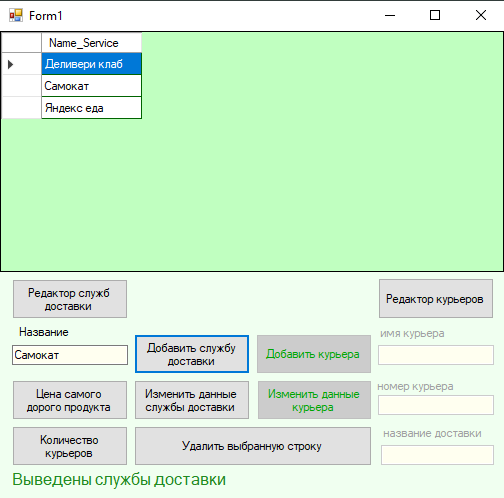 Form1
Name_Service
Деливери клаб
Самокат
Яндекс еда
Редактор служб
доставки
Редактор курьеров
Название
имя курьера
Самокат
Добавить службу
доставки
Добавить курьера
Цена самого
дорого продукта
Изменить данные
службы доставки
Изменить данные
курьера
номер курьера
Количество
курьеров
Удалить выбранную строку
название доставки
Выведены службы доставки